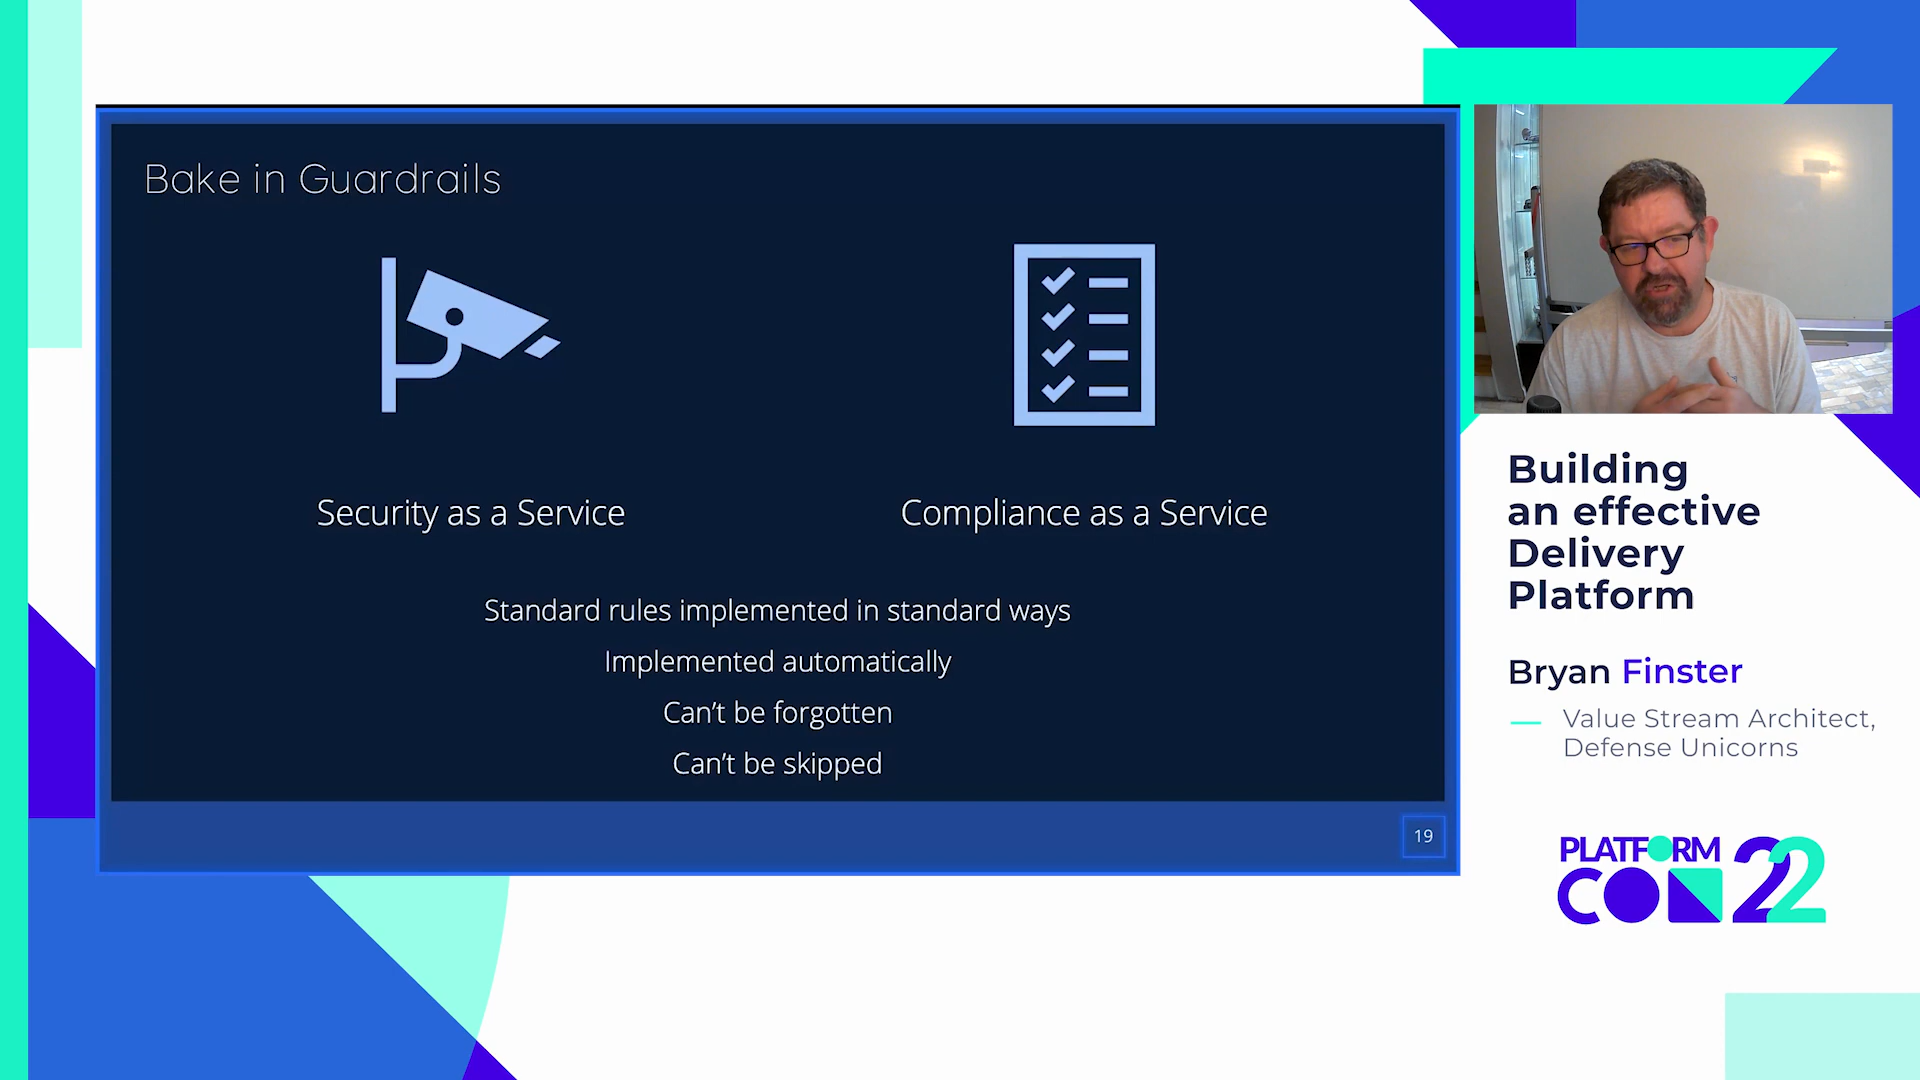 Bake in Guardrails
Security as a Service
Compliance as a Service
Standard rules implemented in standard ways
Implemented automatically
Can't be forgotten
Can't be skipped
19
Building
an effective
Delivery
Platform
Bryan Finster
Value Stream Architect,
Defense Unicorns
PLATFORM
CON 22